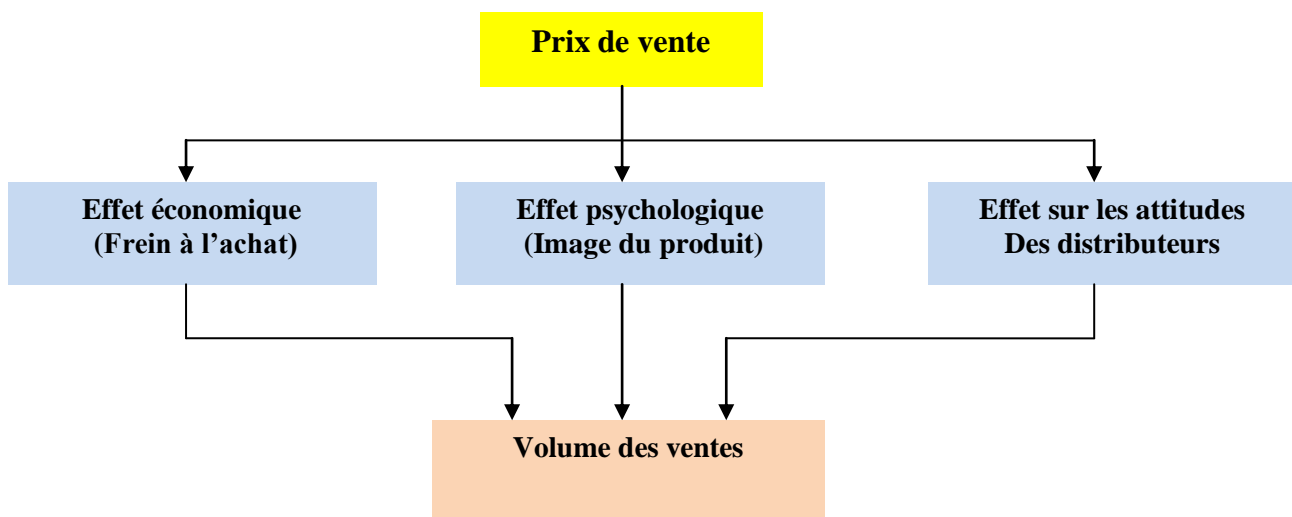 Prix de vente
Effet économique
(Frein à l’achat)
Effet psychologique
(Image du produit)
Effet sur les attitudes
Des distributeurs
Volume des ventes